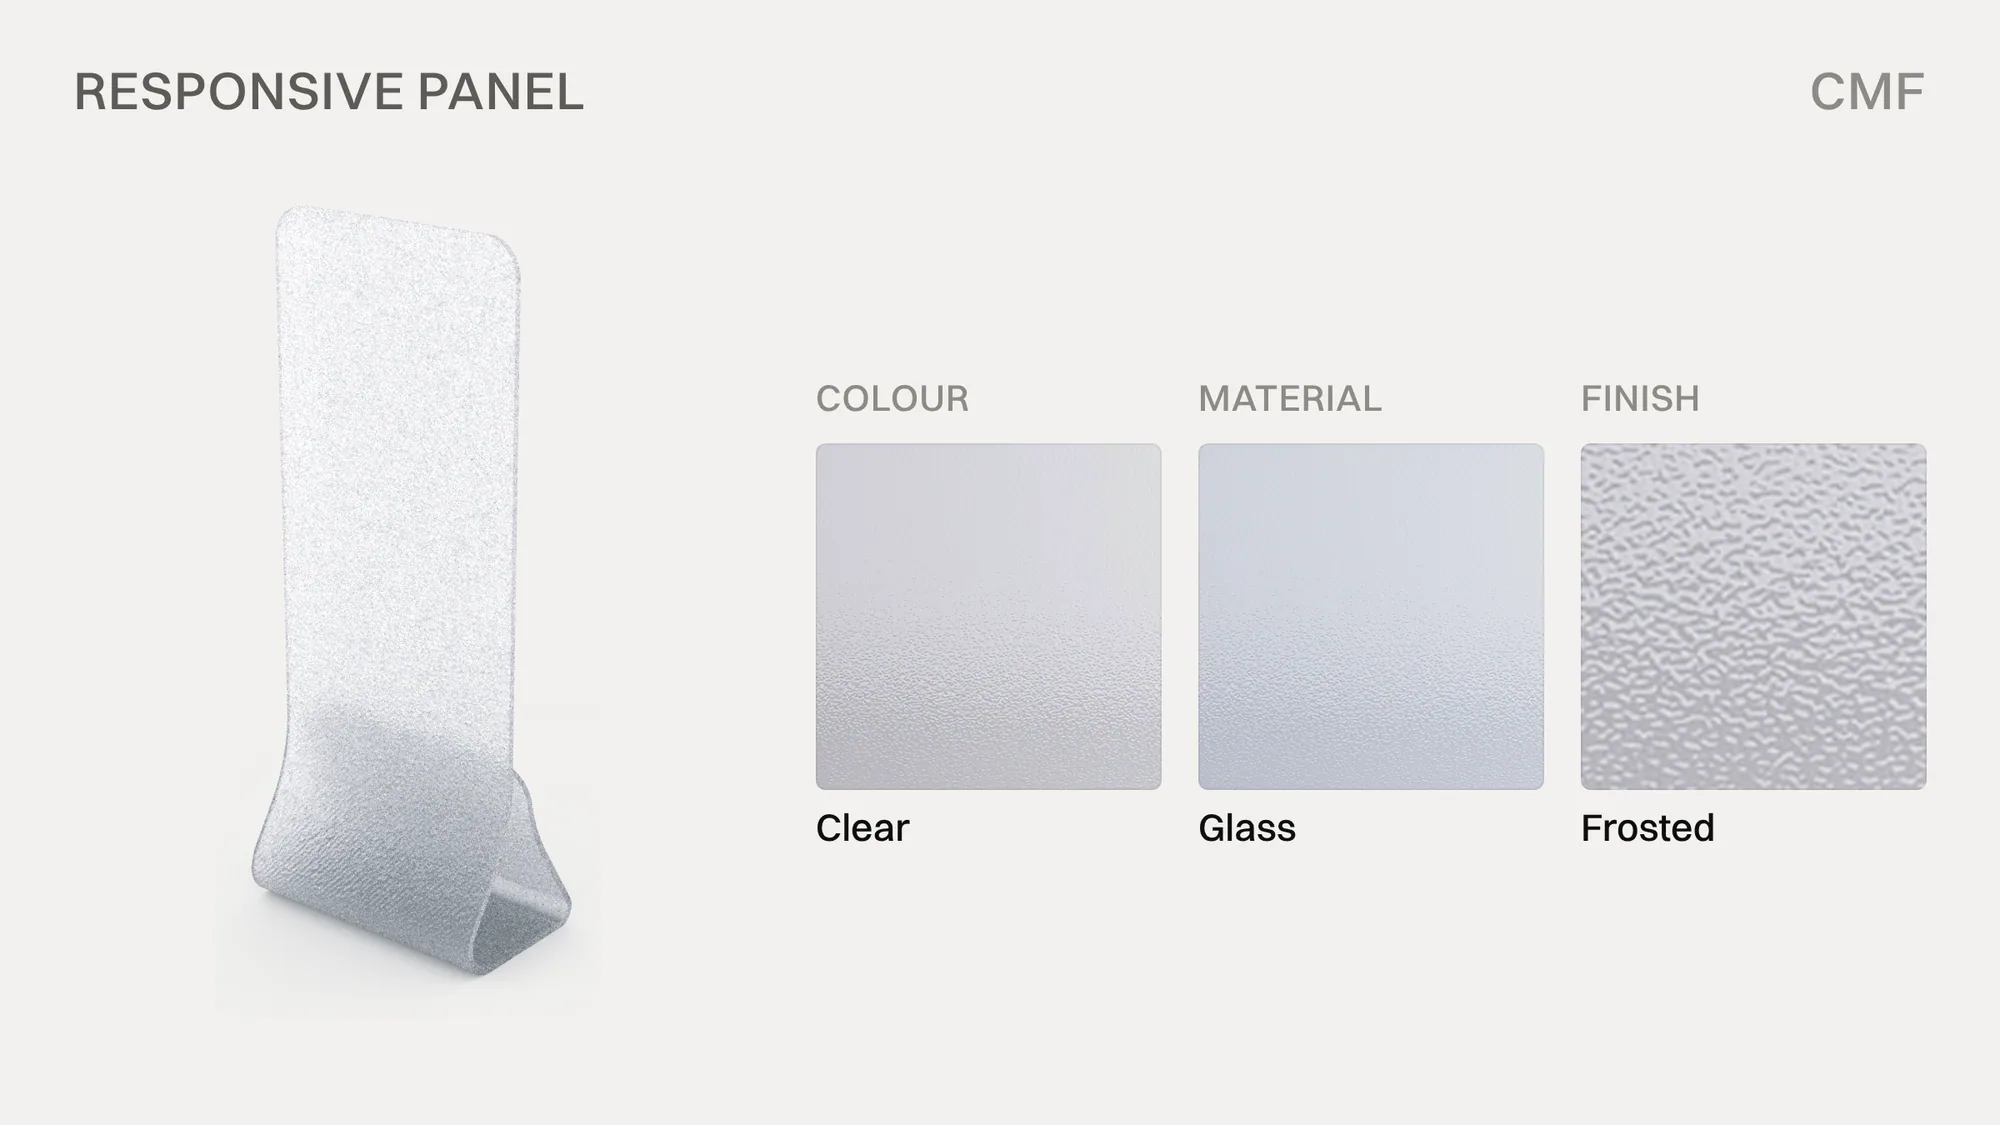 RESPONSIVE PANEL
CMF
COLOUR
MATERIAL
FINISH
Clear
Glass
Frosted